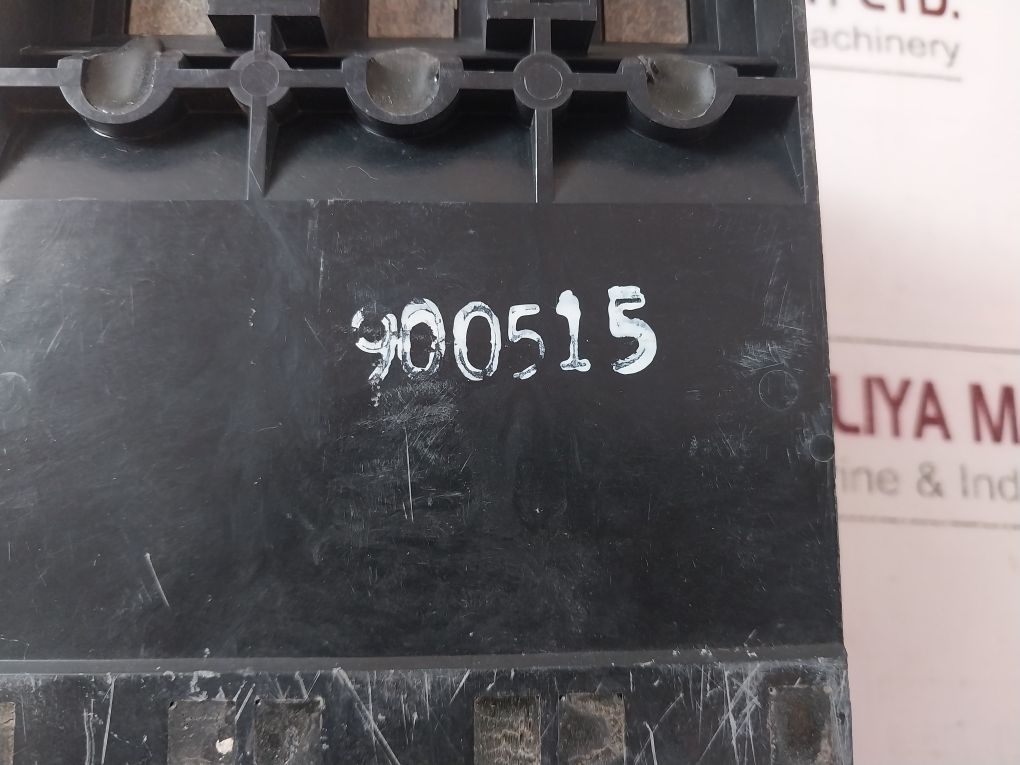 LTD.
achinery
900515
LIYA M
ine & Ind